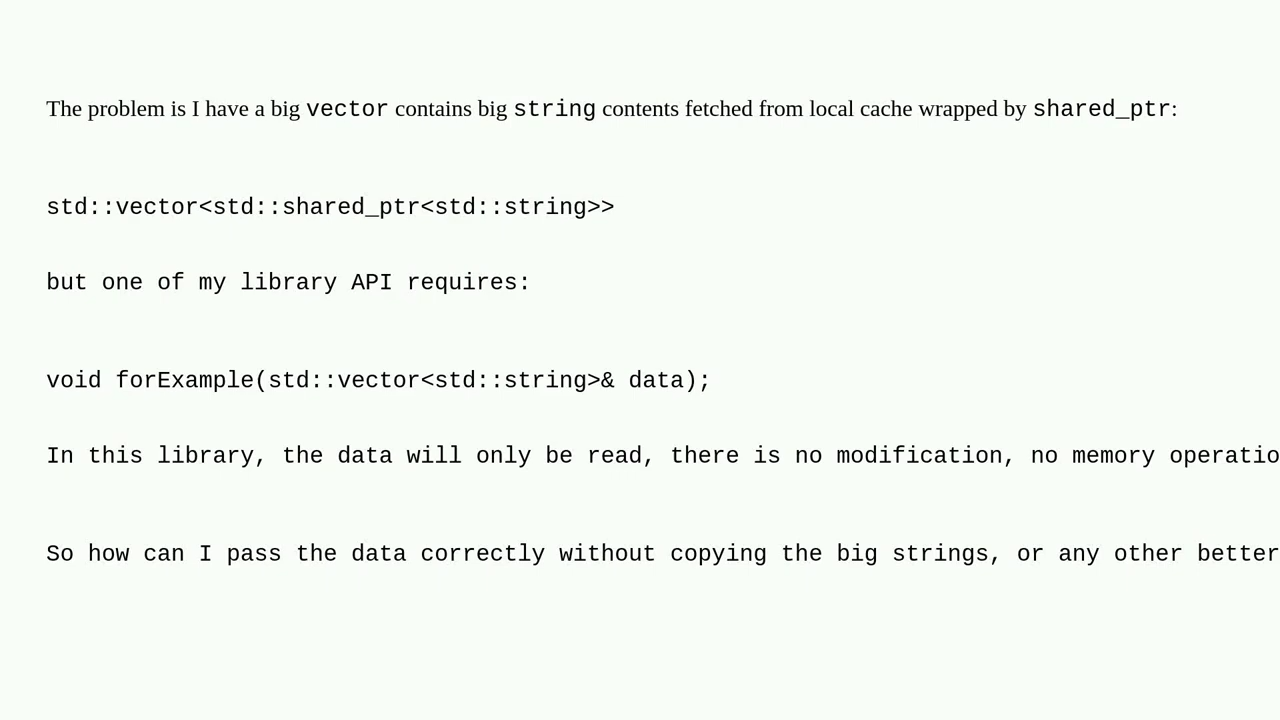 The problem is I have a big vector contains big string contents fetched from local cache wrapped by shared_ptr:
std::vector<std::shared_ptr<std::string>>
but one of my library API requires:
void forExample(std::vector<std::string>& data);
In this library, the data will only be read, there is no modification, no memory
So how can I pass the data correctly without copying the big strings, or any other better